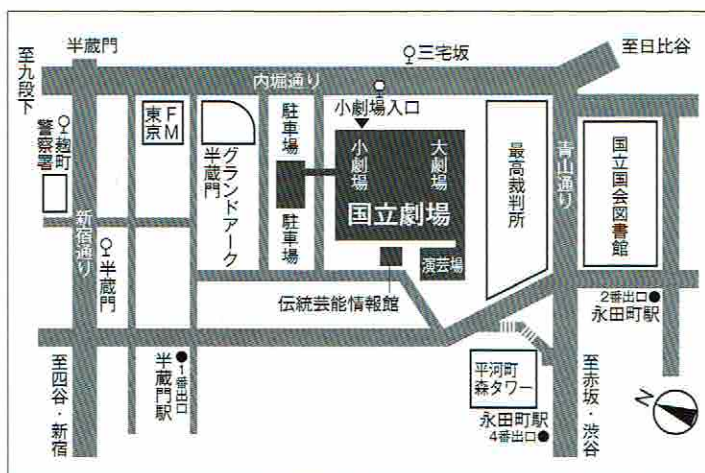 半蔵門
三宅坂
至日比谷
至九段下
内堀通り
小劇場入口
FM
東京
駐車場
麹町
警察署
グランドアーク
半蔵門
小劇場
大劇場
最高裁判所
青山通り
国立国会図書館
国立劇場
新宿通り
駐車場
半蔵門
演芸場
伝統芸能情報館
2番出口
永田町駅
至四谷・新宿
1番出口
半蔵門駅
平河町
森タワー
至赤坂・渋谷
永田町駅
4番出口
N